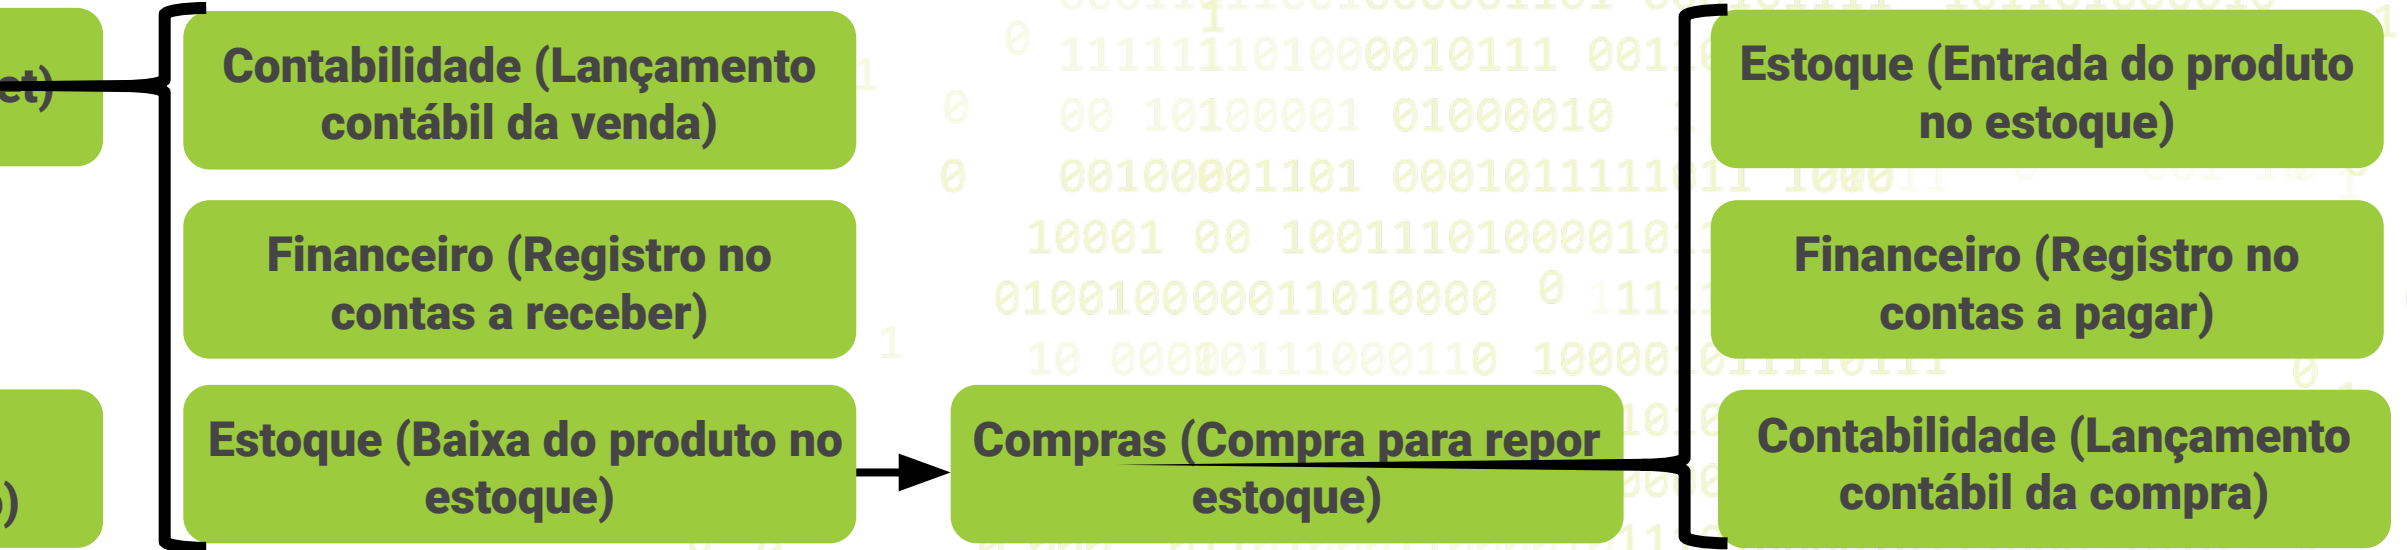 Contabilidade (Lançamento
contábil da venda)
Financeiro (Registro no
contas a receber)
Estoque (Baixa do produto no
estoque)
Compras (Compra para repor
estoque)
Estoque (Entrada do produto
no estoque)
Financeiro (Registro no
contas a pagar)
Contabilidade (Lançamento
contábil da compra)